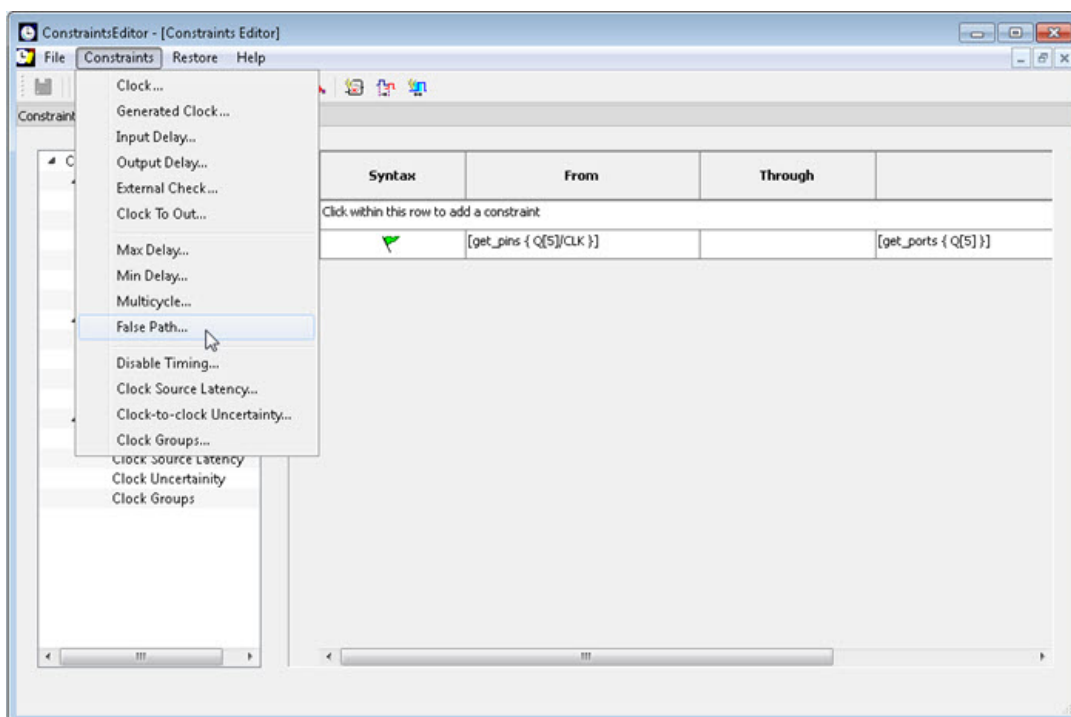 ConstraintsEditor - [Constraints Editor]
File Constraints Restore Help
Constraint
Clock...
Generated Clock...
Input Delay...
Output Delay...
External Check...
Clock To Out...
Max Delay...
Min Delay...
Multicycle...
False Path...
Disable Timing...
Clock Source Latency...
Clock-to-clock Uncertainty...
Clock Groups...
Clock Source Latency
Clock Uncertainity
Clock Groups
Syntax From Through
Click within this row to add a constraint
[get_pins { Q[5]/CLK }] [get_ports { Q[5] }]